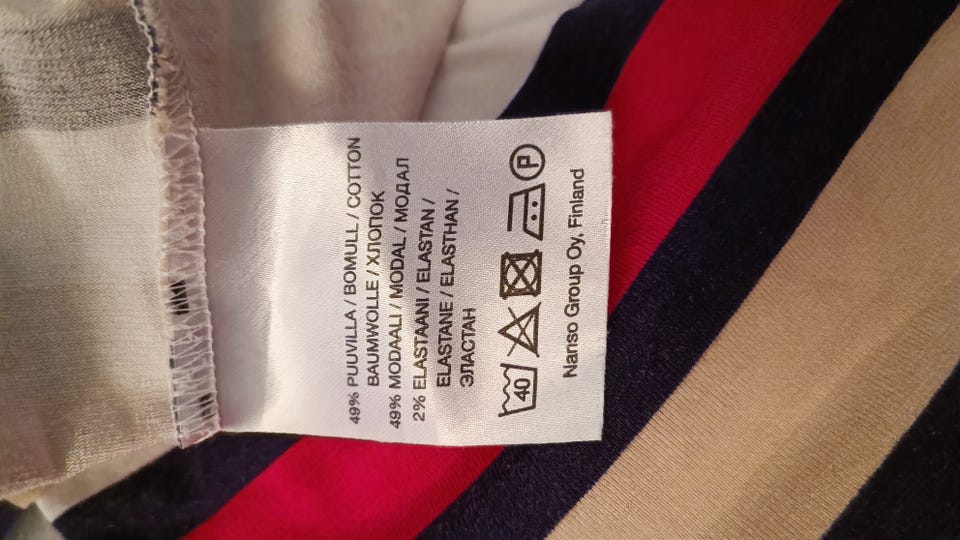 49% PUUVILLA / BOMULL / COTTON
BAUMWOLLE / ХЛОПОК
49% MODAALI / MODAL / МОДАЛ
2% ELASTAANI / ELASTAN /
ELASTANE / ELASTHAN /
ЭЛАСТАН
40 P
Nanso Group Oy, Finland